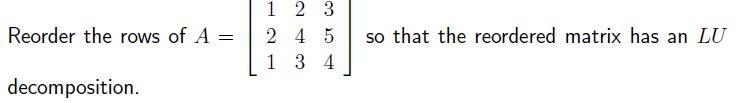 1 2 3
Reorder the rows of A = [ 2 4 5 ] so that the reordered matrix has an LU
1 3 4
decomposition.